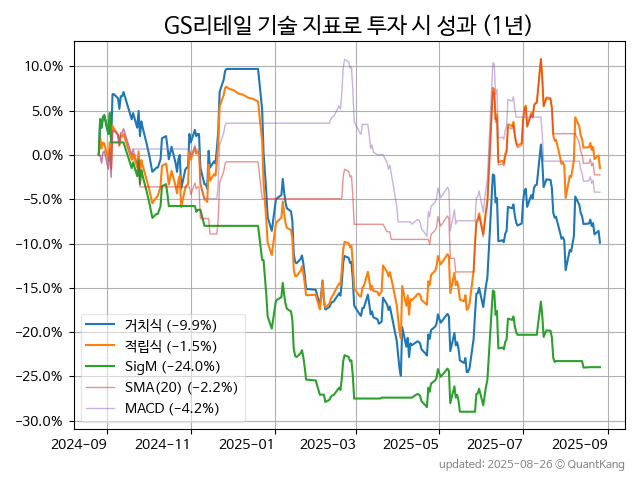 GS리테일 기술 지표로 투자 시 성과 (1년)
10.0%
5.0%
0.0%
−5.0%
−10.0%
−15.0%
−20.0%
−25.0%
−30.0%
거치식 (−9.9%)
적립식 (−1.5%)
SigM (−24.0%)
SMA(20) (−2.2%)
MACD (−4.2%)
2024-09 2024-11 2025-01 2025-03 2025-05 2025-07 2025-09
updated: 2025-08-26 © QuantKang